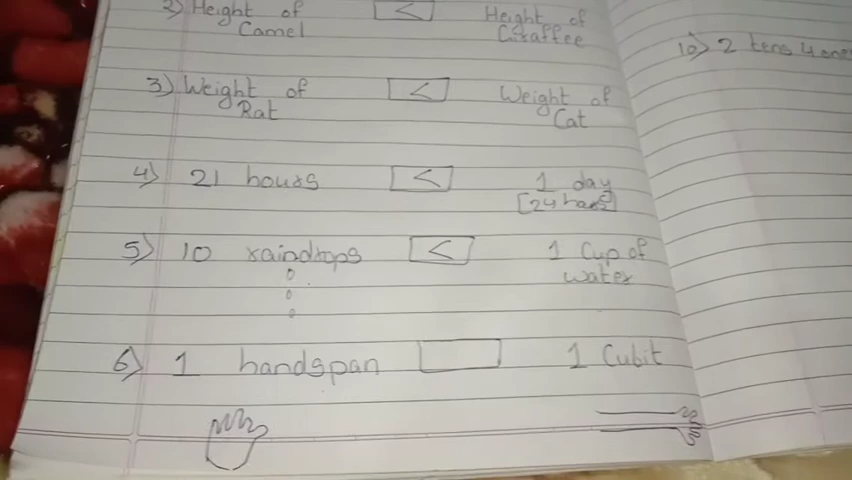 2) Height of < Height of
Camel Giraffee
10) 2 tens 4 ones
3) Weight of < Weight of
Rat Cat
4) 21 hours < 1 day
[24 hours]
5) 10 raindrops < 1 Cup of
water
6) 1 handspan 1 Cubit